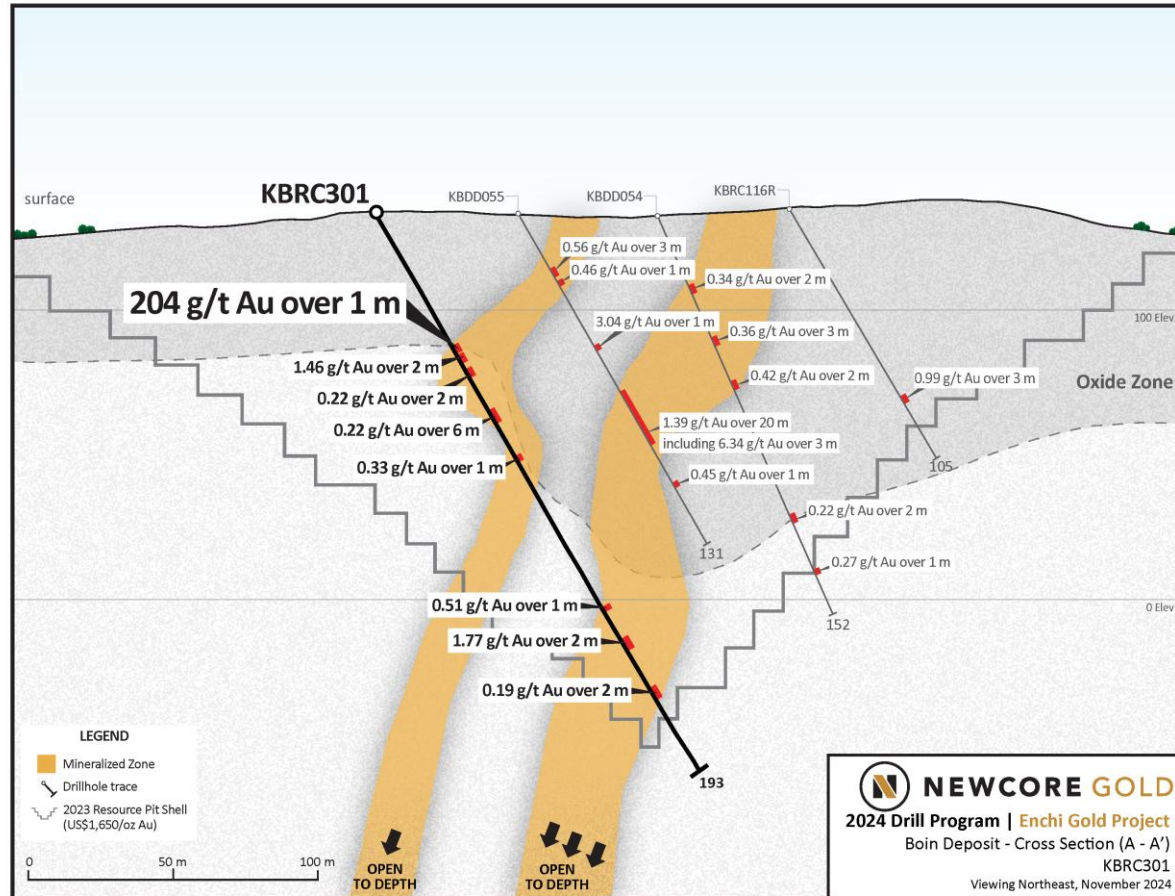 surface
KBRC301
KBDD055
KBDD054
KBRC116R
0.56 g/t Au over 3 m
0.46 g/t Au over 1 m
0.34 g/t Au over 2 m
204 g/t Au over 1 m
3.04 g/t Au over 1 m
0.36 g/t Au over 3 m
100 Elev
1.46 g/t Au over 2 m
0.22 g/t Au over 2 m
0.42 g/t Au over 2 m
0.99 g/t Au over 3 m
Oxide Zone
0.22 g/t Au over 6 m
1.39 g/t Au over 20 m
including 6.34 g/t Au over 3 m
0.33 g/t Au over 1 m
0.45 g/t Au over 1 m
105
0.22 g/t Au over 2 m
131
0.27 g/t Au over 1 m
0.51 g/t Au over 1 m
0 Elev
152
1.77 g/t Au over 2 m
0.19 g/t Au over 2 m
193
LEGEND
Mineralized Zone
Drillhole trace
2023 Resource Pit Shell
(US$1,650/oz Au)
0
50 m
100 m
OPEN
TO DEPTH
OPEN
TO DEPTH
NEWCORE GOLD
2024 Drill Program | Enchi Gold Project
Boin Deposit - Cross Section (A - A’)
KBRC301
Viewing Northeast, November 2024